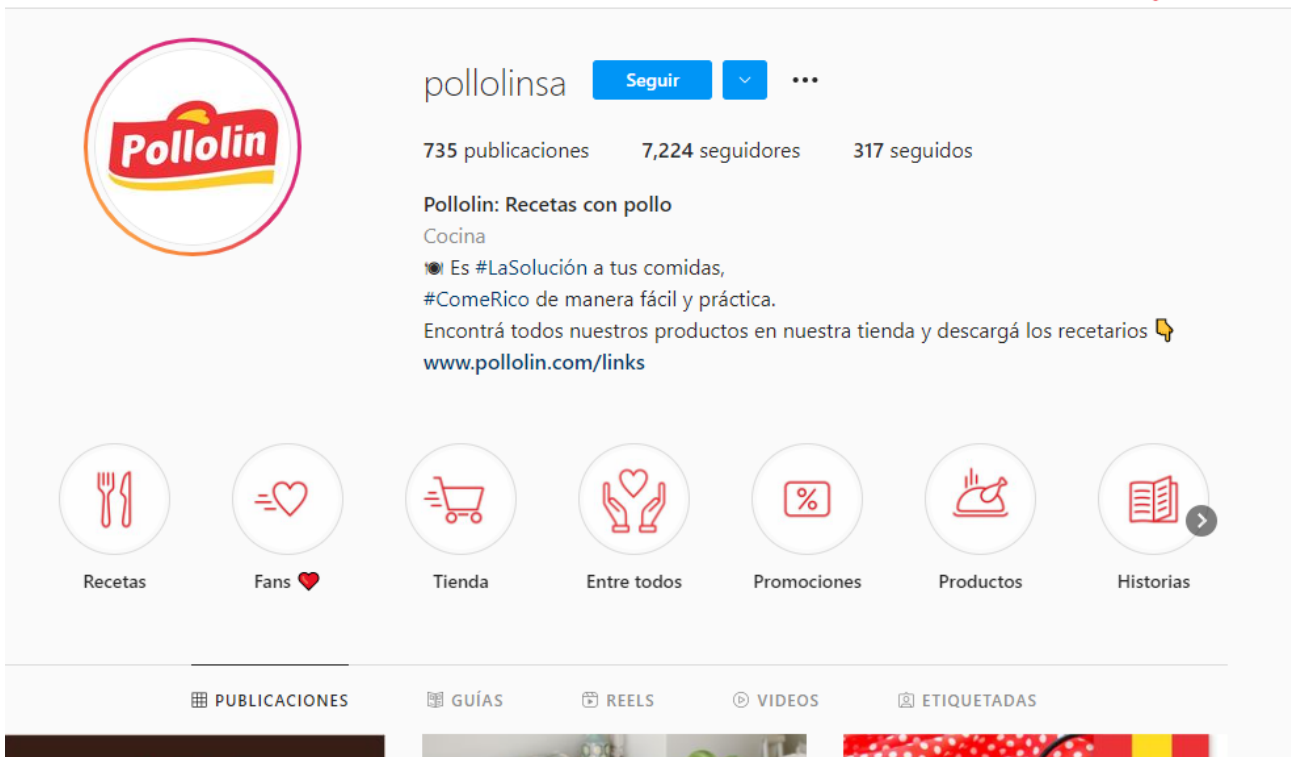 Pollolin
pollolinsa Seguir
735 publicaciones 7,224 seguidores 317 seguidos
Pollolin: Recetas con pollo
Cocina
🍽 Es #LaSolución a tus comidas,
#ComeRico de manera fácil y práctica.
Encontrá todos nuestros productos en nuestra tienda y descargá los recetarios 👇
www.pollolin.com/links
Recetas Fans ❤ Tienda Entre todos Promociones Productos Historias
PUBLICACIONES GUÍAS REELS VIDEOS ETIQUETADAS